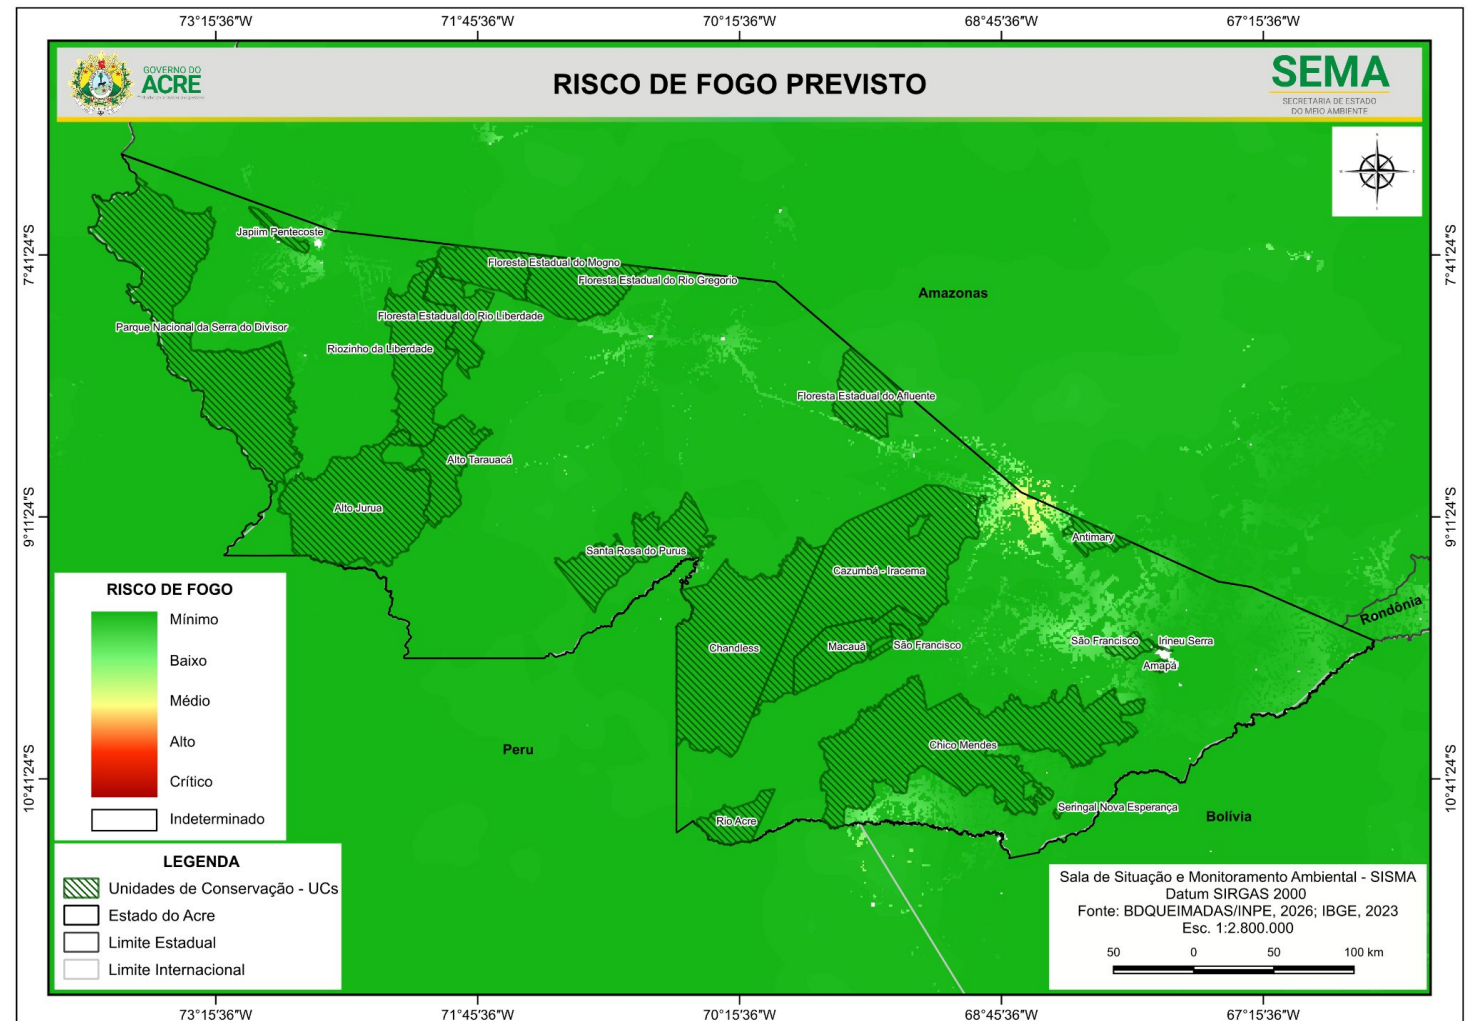 73°15'36"W
71°45'36"W
70°15'36"W
68°45'36"W
67°15'36"W
GOVERNO DO
ACRE
RISCO DE FOGO PREVISTO
SEMA
SECRETARIA DE ESTADO
DO MEIO AMBIENTE
N
7°41'24"S
7°41'24"S
Japiim Pentecoste
Floresta Estadual do Mogno
Floresta Estadual do Rio Gregorio
Amazonas
Floresta Estadual do Rio Liberdade
Parque Nacional da Serra do Divisor
Riozinho da Liberdade
Floresta Estadual do Afluente
Alto Tarauacá
Alto Jurua
9°11'24"S
9°11'24"S
Antimary
Santa Rosa do Purus
Cazumbá - Iracema
Rondônia
Chandless
Macauã
São Francisco
São Francisco
Irineu Serra
Amapá
Peru
Chico Mendes
10°41'24"S
10°41'24"S
Seringal Nova Esperança
Bolívia
Rio Acre
RISCO DE FOGO
Mínimo
Baixo
Médio
Alto
Crítico
Indeterminado
LEGENDA
Unidades de Conservação - UCs
Estado do Acre
Limite Estadual
Limite Internacional
Sala de Situação e Monitoramento Ambiental - SISMA
Datum SIRGAS 2000
Fonte: BDQUEIMADAS/INPE, 2026; IBGE, 2023
Esc. 1:2.800.000
50 0 50 100 km
73°15'36"W
71°45'36"W
70°15'36"W
68°45'36"W
67°15'36"W